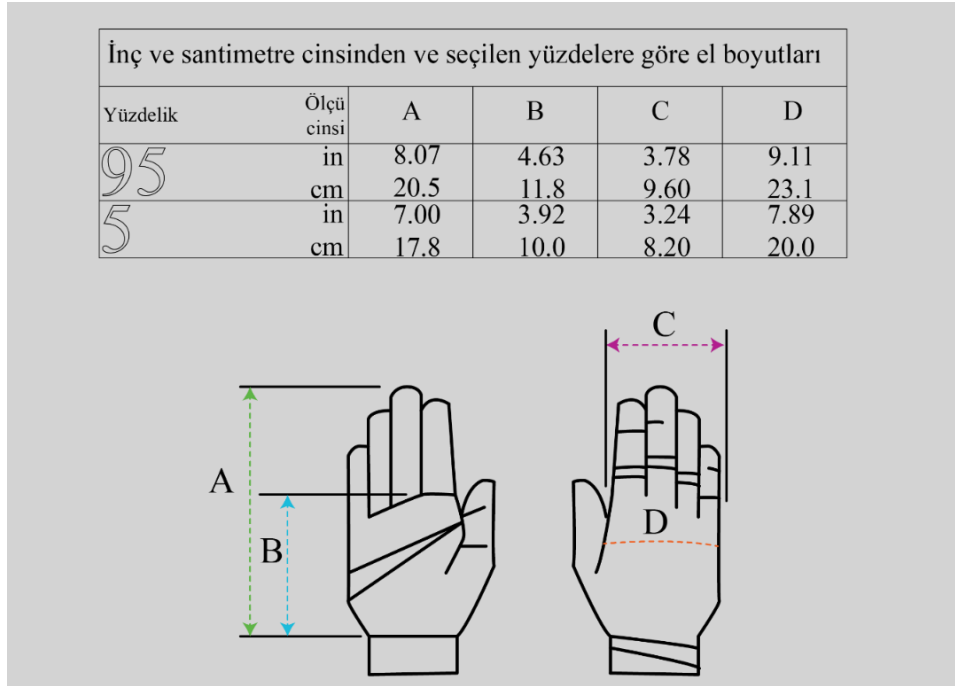 İnç ve santimetre cinsinden ve seçilen yüzdelere göre el boyutları
Yüzdelik Ölçü cinsi A B C D
95 in 8.07 4.63 3.78 9.11
cm 20.5 11.8 9.60 23.1
5 in 7.00 3.92 3.24 7.89
cm 17.8 10.0 8.20 20.0
C
A
D
B